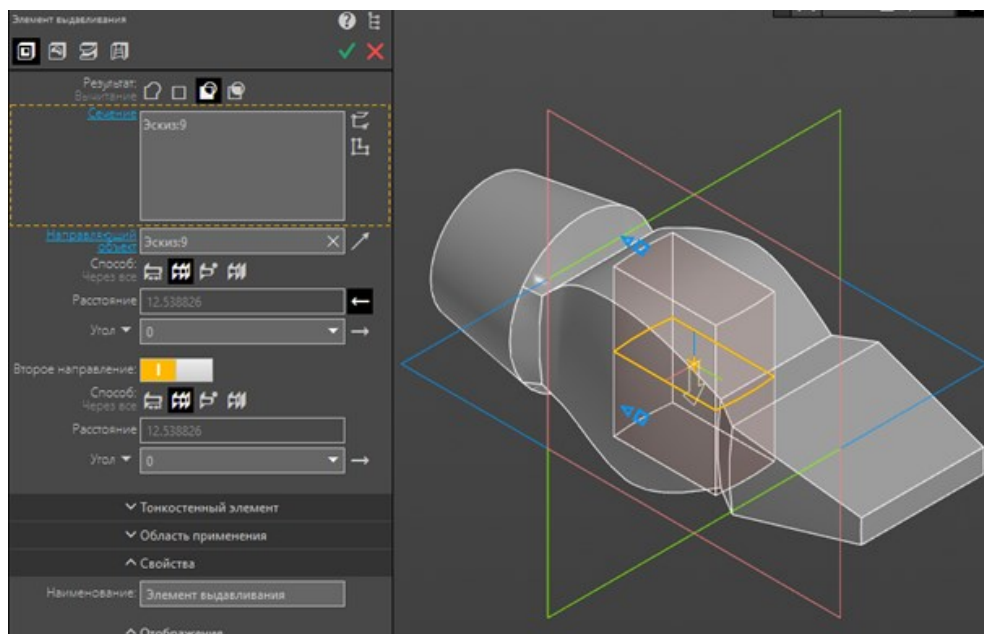 Элемент выдавливания
Результат:
Вычитание
Сечение
Эскиз:9
Направляющий
объект
Эскиз:9
Способ:
Через все
Расстояние
12.538826
Угол
0
Второе направление:
Способ:
Через все
Расстояние
12.538826
Угол
0
Тонкостенный элемент
Область применения
Свойства
Наименование:
Элемент выдавливания
Отображение